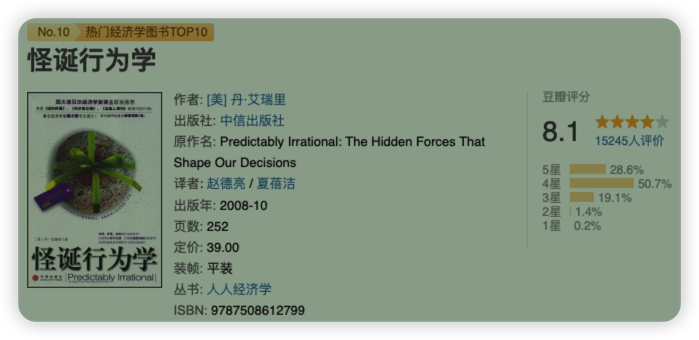 No.10 热门经济学图书TOP10
怪诞行为学
作者: [美] 丹·艾瑞里
出版社: 中信出版社
原作名: Predictably Irrational: The Hidden Forces That
Shape Our Decisions
译者: 赵德亮 / 夏蓓洁
出版年: 2008-10
页数: 252
定价: 39.00
装帧: 平装
丛书: 人人经济学
ISBN: 9787508612799
豆瓣评分
8.1
15245人评价
5星 28.6%
4星 50.7%
3星 19.1%
2星 1.4%
1星 0.2%
怪诞行为学
Predictably Irrational